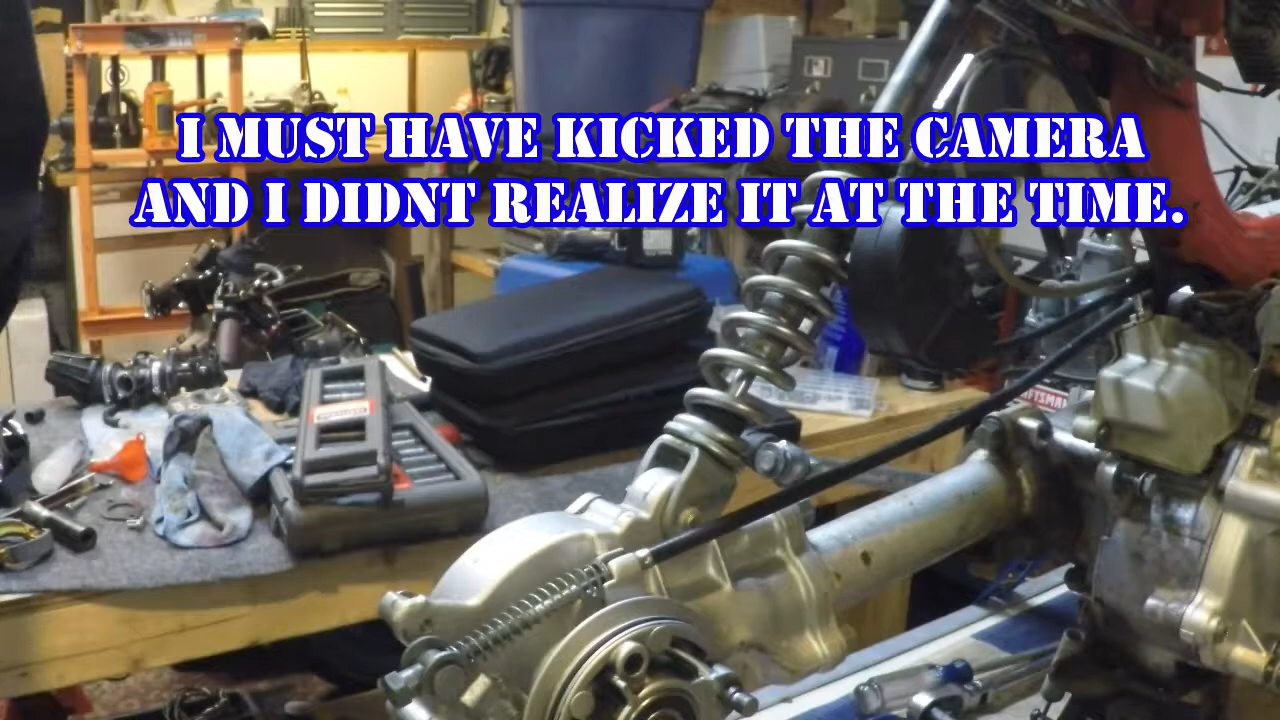 I MUST HAVE KICKED THE CAMERA
AND I DIDNT REALIZE IT AT THE TIME.